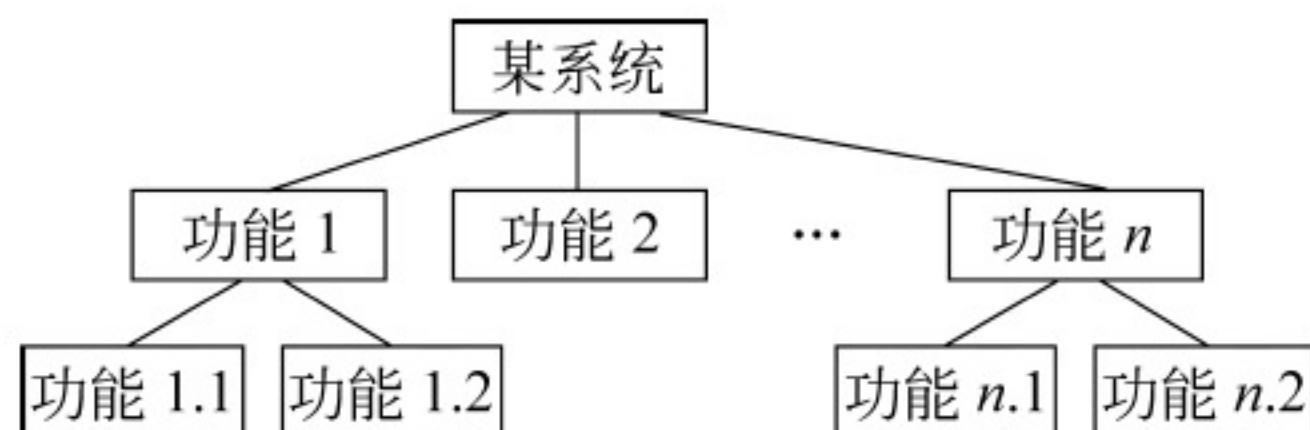 某系统
功能 1 功能 2 ... 功能 n
功能 1.1 功能 1.2 功能 n.1 功能 n.2